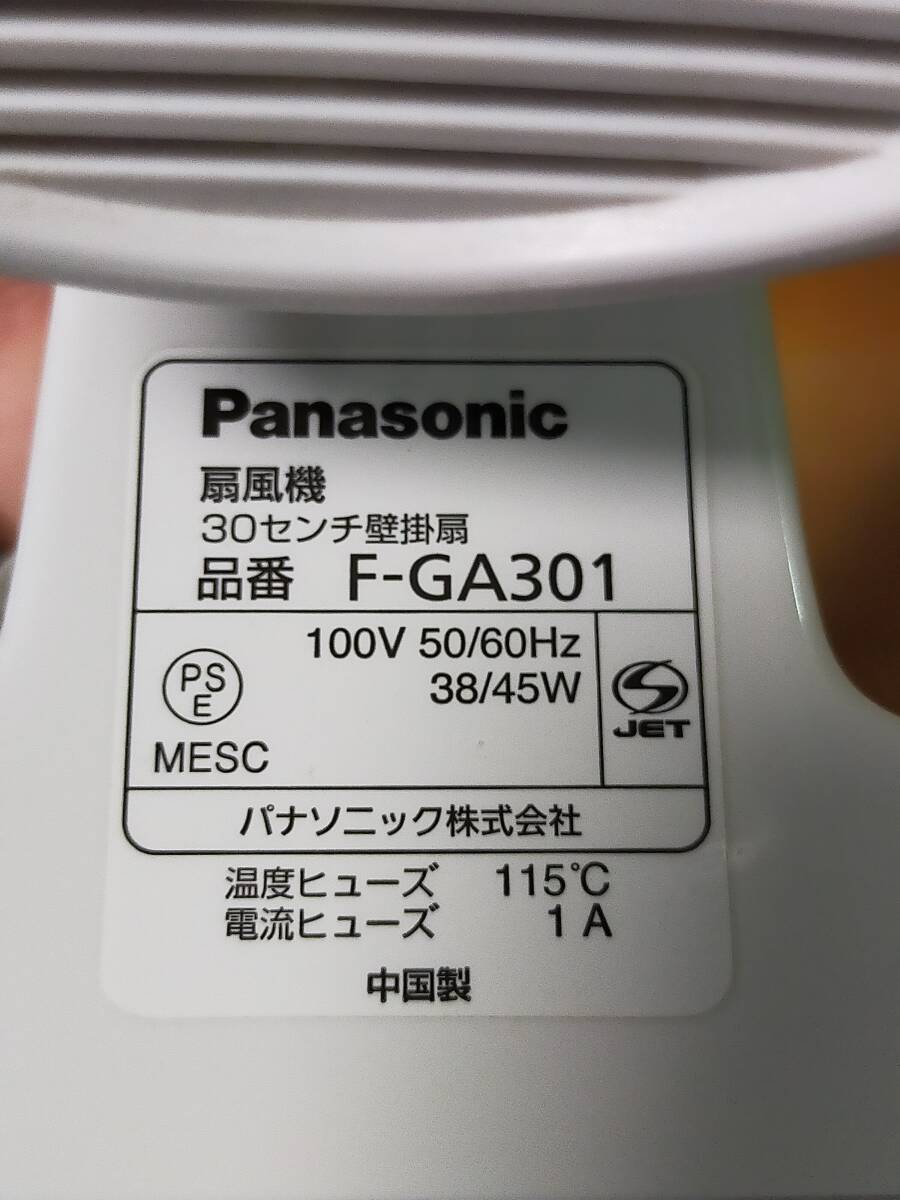 Panasonic
扇風機
30センチ壁掛扇
品番 F-GA301
100V 50/60Hz
38/45W
PS
E
MESC
JET
パナソニック株式会社
温度ヒューズ 115℃
電流ヒューズ 1 A
中国製